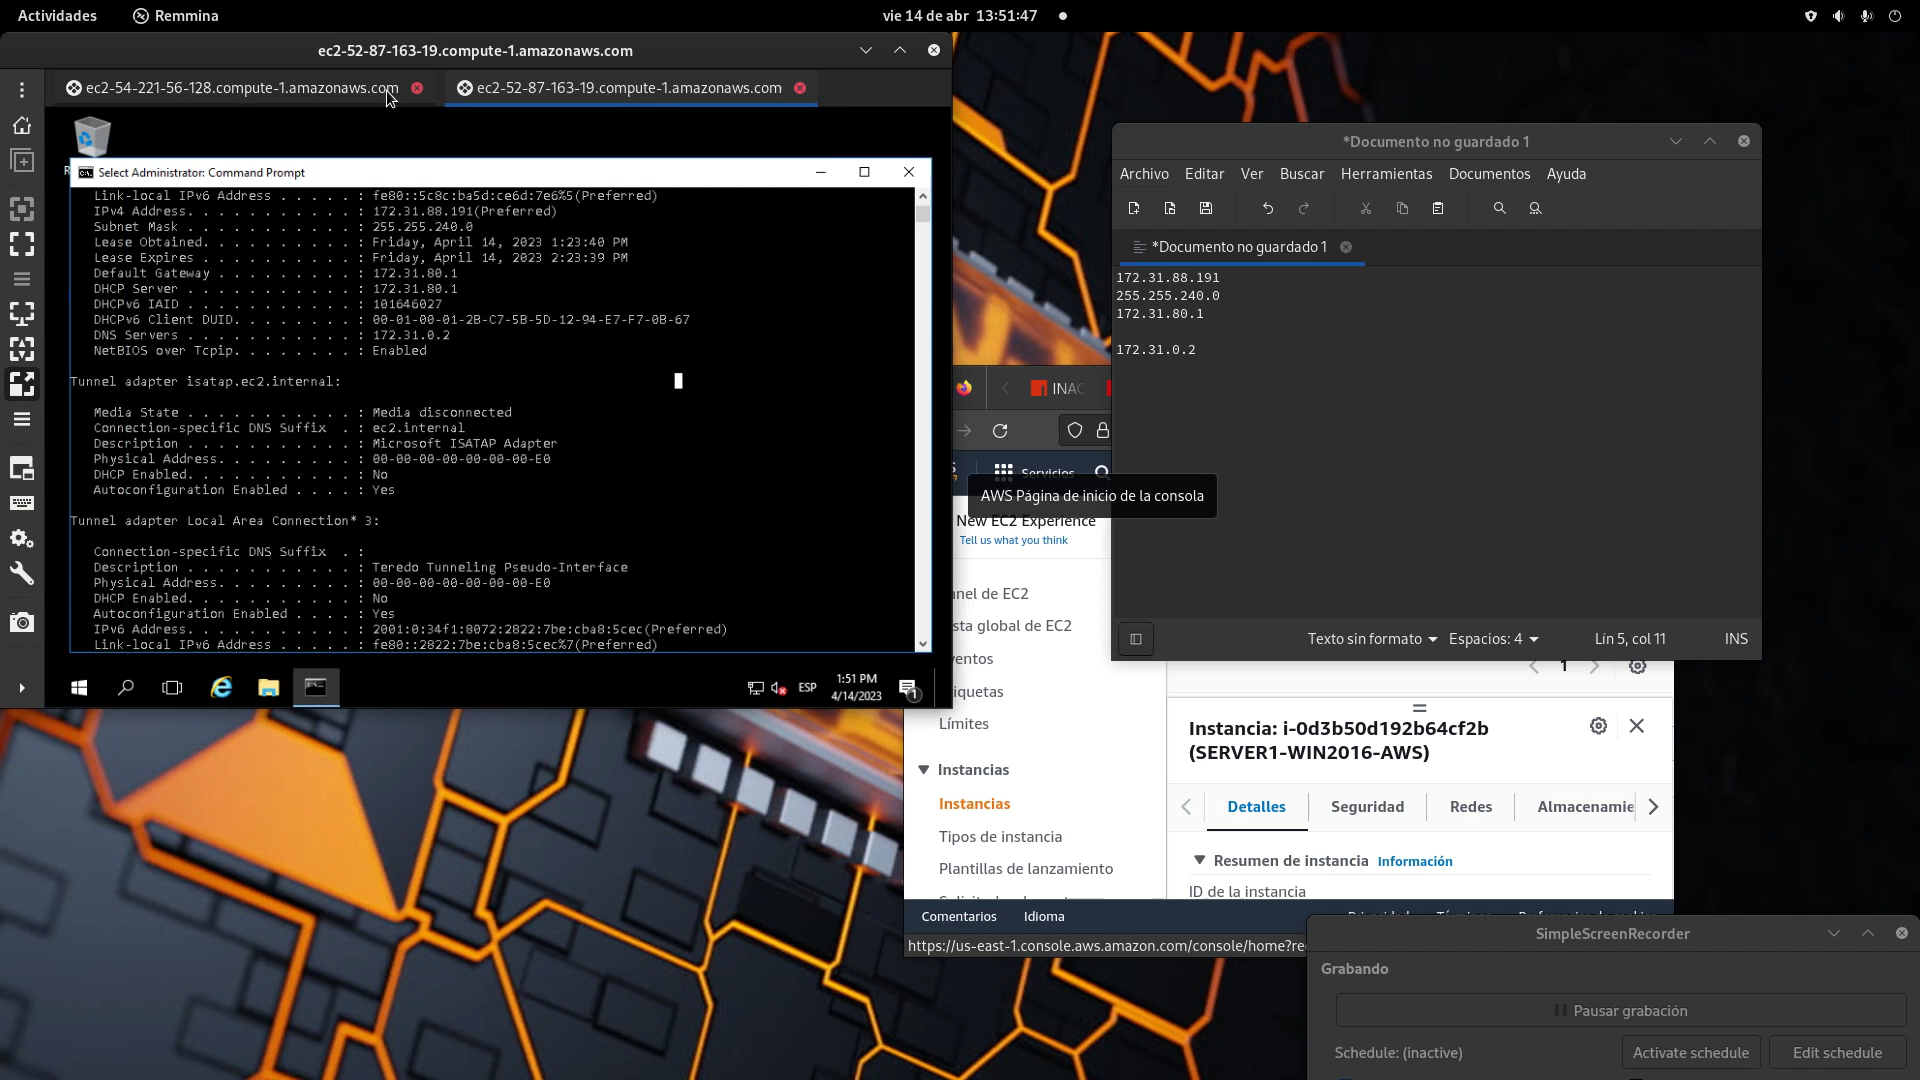 Actividades
Remmina
vie 14 de abr 13:51:47
ec2-52-87-163-19.compute-1.amazonaws.com
ec2-54-221-56-128.compute-1.amazonaws.com
ec2-52-87-163-19.compute-1.amazonaws.com
Select Administrator: Command Prompt
Link-local IPv6 Address . . . . . : fe80::5c8c:ba5d:ce6d:7e6%5(Preferred)
IPv4 Address. . . . . . . . . . . : 172.31.88.191(Preferred)
Subnet Mask . . . . . . . . . . . : 255.255.240.0
Lease Obtained. . . . . . . . . . : Friday, April 14, 2023 1:23:40 PM
Lease Expires . . . . . . . . . . : Friday, April 14, 2023 2:23:39 PM
Default Gateway . . . . . . . . . : 172.31.80.1
DHCP Server . . . . . . . . . . . : 172.31.80.1
DHCPv6 IAID . . . . . . . . . . . : 101646027
DHCPv6 Client DUID. . . . . . . . : 00-01-00-01-2B-C7-5B-5D-12-94-E7-F7-0B-67
DNS Servers . . . . . . . . . . . : 172.31.0.2
NetBIOS over Tcpip. . . . . . . . : Enabled
Tunnel adapter isatap.ec2.internal:
Media State . . . . . . . . . . . : Media disconnected
Connection-specific DNS Suffix . : ec2.internal
Description . . . . . . . . . . . : Microsoft ISATAP Adapter
Physical Address. . . . . . . . . : 00-00-00-00-00-00-00-E0
DHCP Enabled. . . . . . . . . . . : No
Autoconfiguration Enabled . . . . : Yes
Tunnel adapter Local Area Connection* 3:
Connection-specific DNS Suffix . :
Description . . . . . . . . . . . : Teredo Tunneling Pseudo-Interface
Physical Address. . . . . . . . . : 00-00-00-00-00-00-00-E0
DHCP Enabled. . . . . . . . . . . : No
Autoconfiguration Enabled . . . . : Yes
IPv6 Address. . . . . . . . . . . : 2001:0:34f1:8072:2822:7be:cba8:5cec(Preferred)
Link-local IPv6 Address . . . . . : fe80::2822:7be:cba8:5cec%7(Preferred)
ESP
1:51 PM
4/14/2023
1
*Documento no guardado 1
Archivo Editar Ver Buscar Herramientas Documentos Ayuda
*Documento no guardado 1
172.31.88.191
255.255.240.0
172.31.80.1
172.31.0.2
Texto sin formato Espacios: 4 Lín 5, col 11 INS
INAC
Servicios
AWS Página de inicio de la consola
New EC2 Experience
Tell us what you think
anel de EC2
sta global de EC2
ventos
iquetas
Límites
Instancias
Instancias
Tipos de instancia
Plantillas de lanzamiento
1
Instancia: i-0d3b50d192b64cf2b
(SERVER1-WIN2016-AWS)
Detalles Seguridad Redes Almacenamie
Resumen de instancia Información
ID de la instancia
Comentarios Idioma
https://us-east-1.console.aws.amazon.com/console/home?re
SimpleScreenRecorder
Grabando
Pausar grabación
Schedule: (inactive) Activate schedule Edit schedule